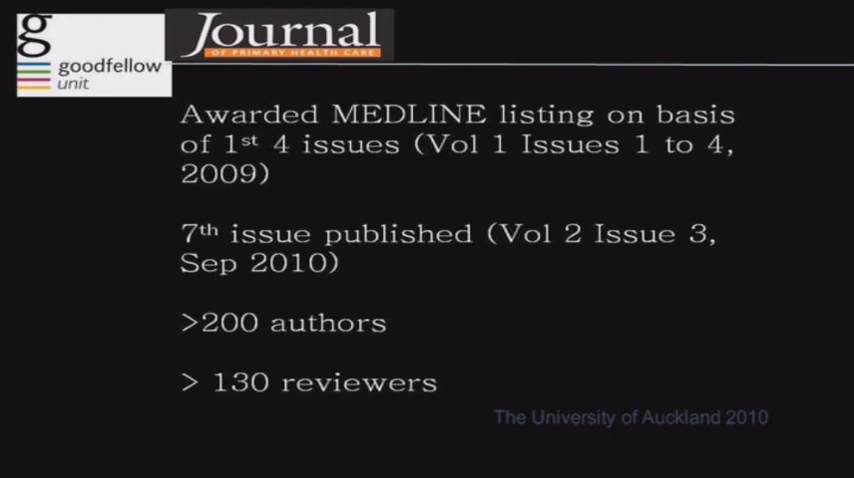 g
goodfellow
unit
Journal
OF PRIMARY HEALTH CARE
Awarded MEDLINE listing on basis
of 1st 4 issues (Vol 1 Issues 1 to 4,
2009)
7th issue published (Vol 2 Issue 3,
Sep 2010)
>200 authors
> 130 reviewers
The University of Auckland 2010